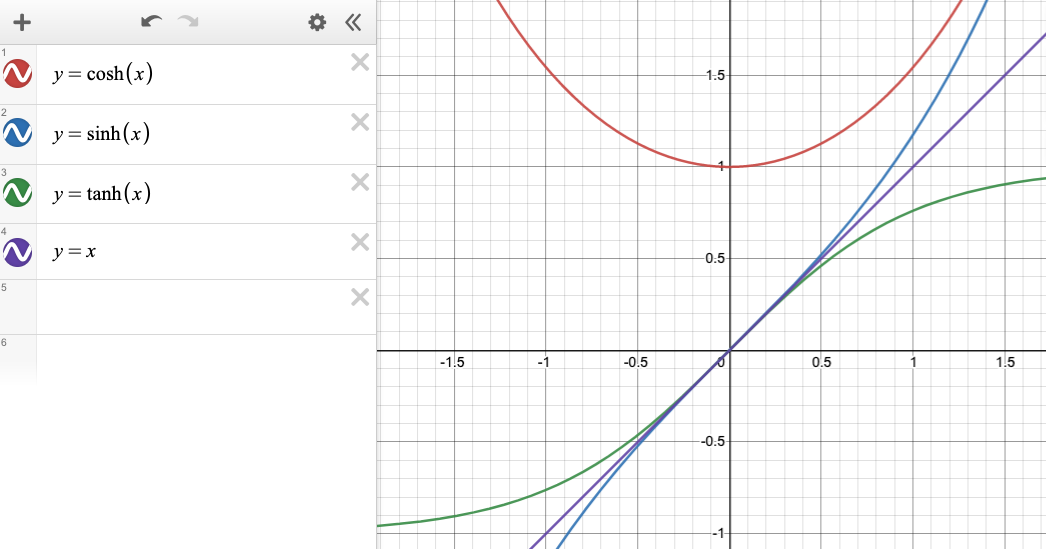 1
y = cosh(x)
2
y = sinh(x)
3
y = tanh(x)
4
y = x
5
6
1.5
1
0.5
-1.5 -1 -0.5 0 0.5 1 1.5
-0.5
-1